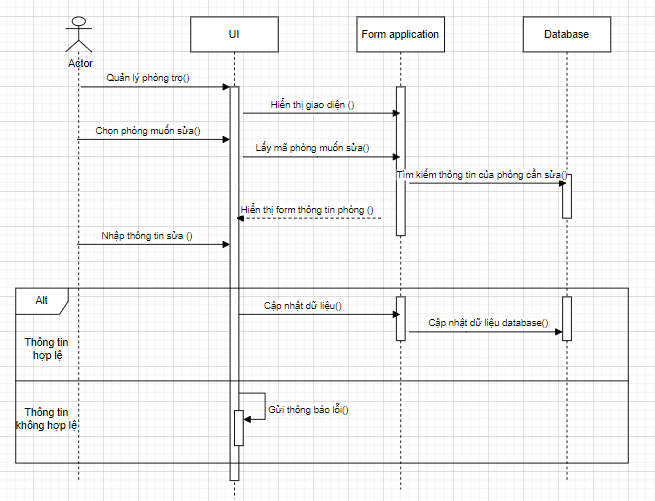 UI
Form application
Database
Actor
Quản lý phòng trọ()
Hiển thị giao diện ()
Chọn phòng muốn sửa()
Lấy mã phòng muốn sửa()
Tìm kiếm thông tin của phòng cần sửa()
Hiển thị form thông tin phòng ()
Nhập thông tin sửa ()
Alt
Cập nhật dữ liệu()
Cập nhật dữ liệu database()
Thông tin
hợp lệ
Gửi thông báo lỗi()
Thông tin
không hợp lệ